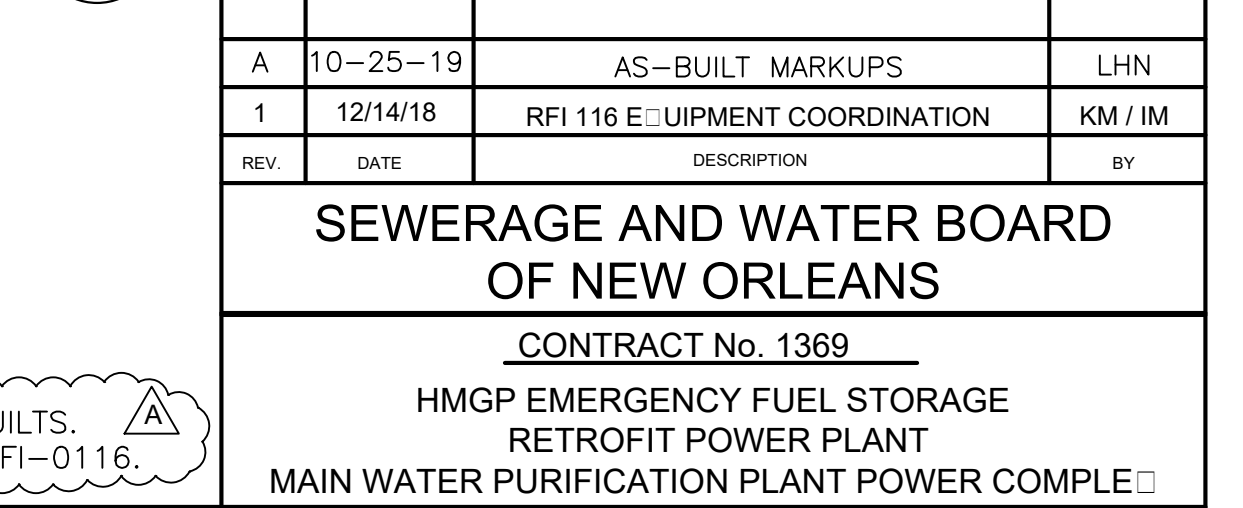 A 10-25-19 AS-BUILT MARKUPS LHN
1 12/14/18 RFI 116 E□UIPMENT COORDINATION KM / IM
REV. DATE DESCRIPTION BY
SEWERAGE AND WATER BOARD
OF NEW ORLEANS
CONTRACT No. 1369
HMGP EMERGENCY FUEL STORAGE
RETROFIT POWER PLANT
MAIN WATER PURIFICATION PLANT POWER COMPLE□
UILTS. A
FI-0116.